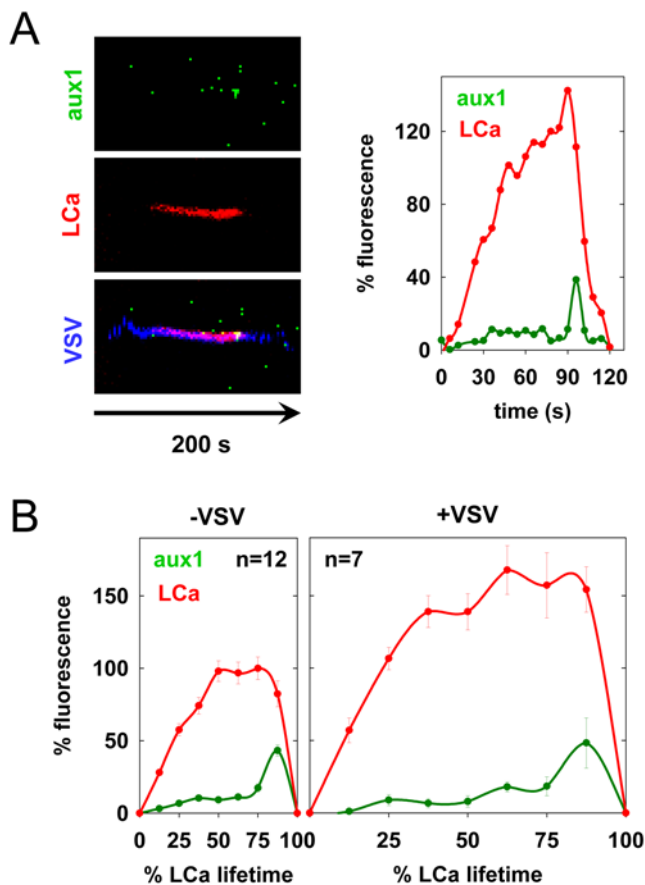 A
aux1
LCa
VSV
200 s
aux1
LCa
% fluorescence
140
100
40
0
0 30 60 90 120
time (s)
B
-VSV +VSV
aux1 n=12 n=7
LCa
% fluorescence
150
100
50
0
0 25 50 75 100 25 50 75 100
% LCa lifetime % LCa lifetime